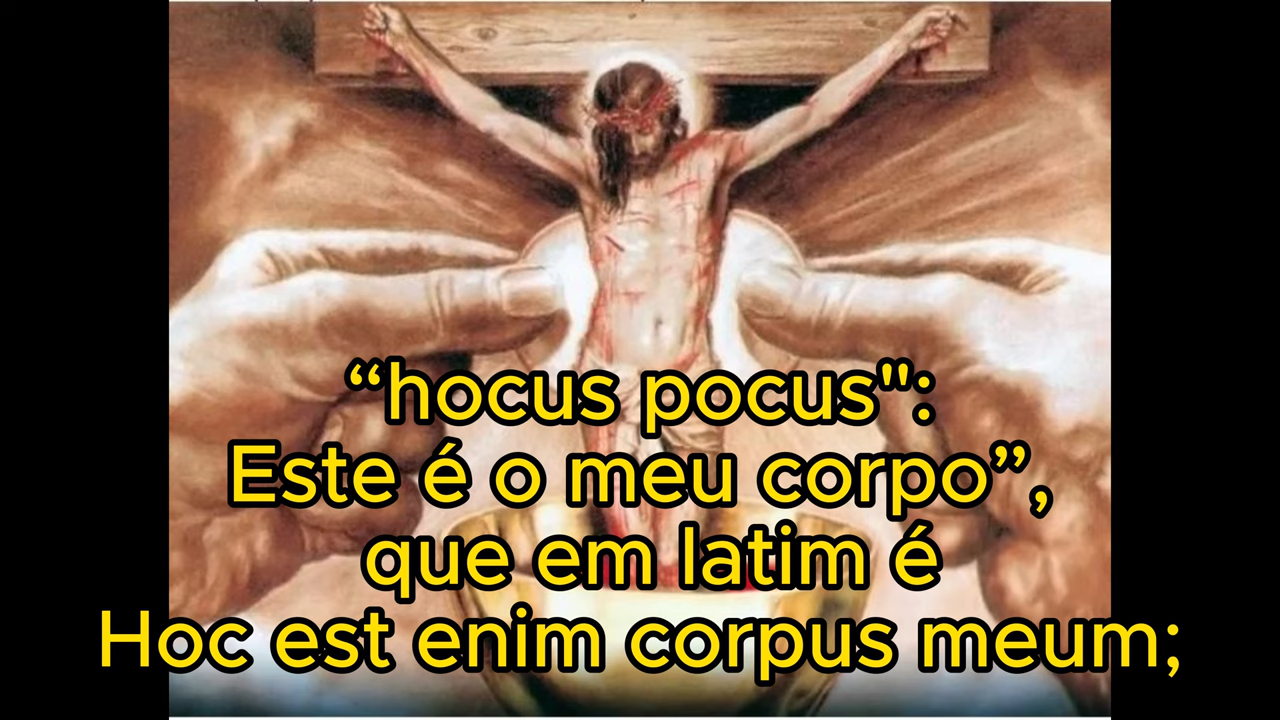 “hocus pocus":
Este é o meu corpo”,
que em latim é
Hoc est enim corpus meum;